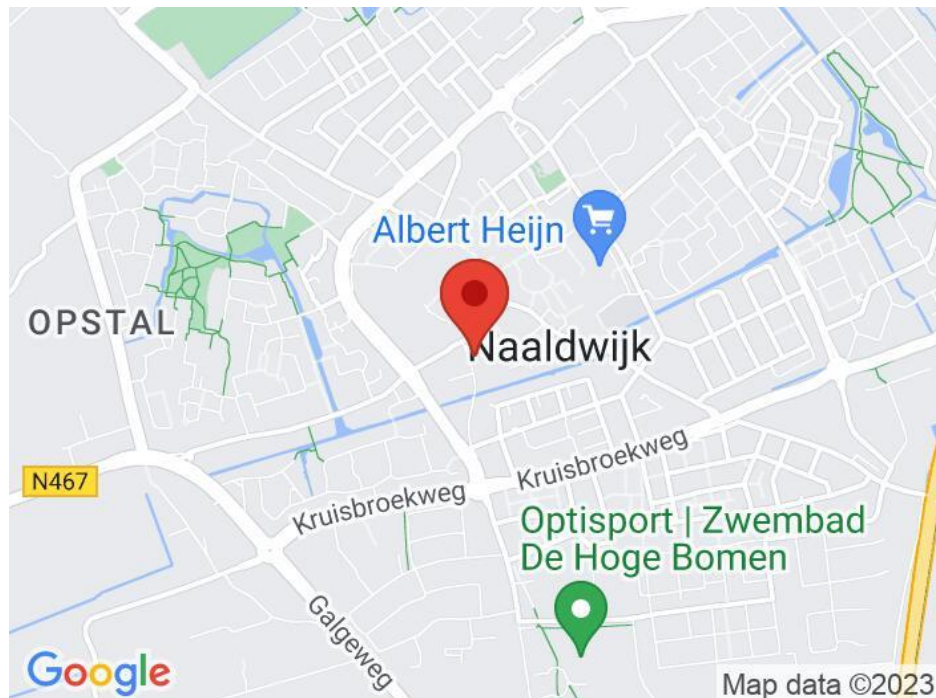 Albert Heijn
OPSTAL
Naaldwijk
N467
Kruisbroekweg
Kruisbroekweg
Optisport | Zwembad
De Hoge Bomen
Galgeweg
Google
Map data ©2023